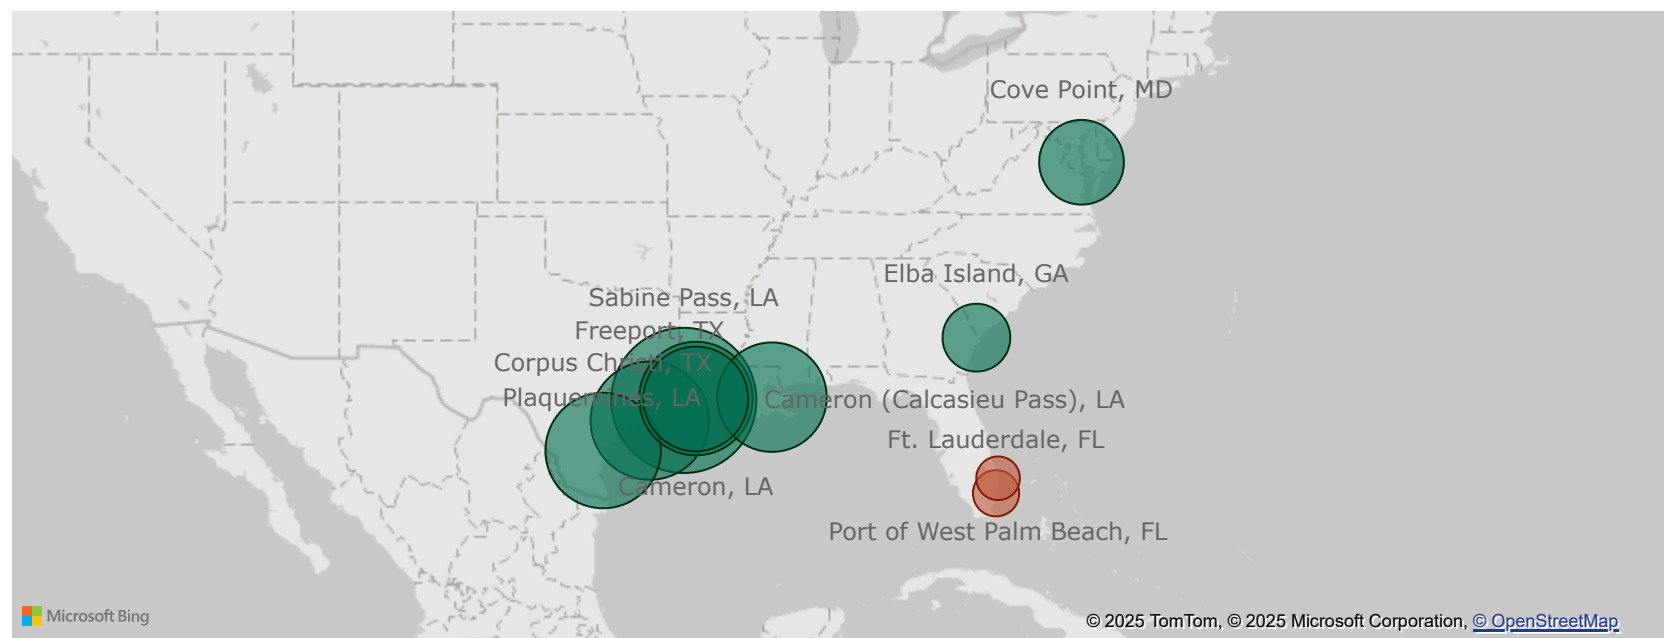 Cove Point, MD
Elba Island, GA
Sabine Pass, LA
Freeport, TX
Corpus Christi, TX
Plaquemines, LA
Cameron (Calcasieu Pass), LA
Ft. Lauderdale, FL
Cameron, LA
Port of West Palm Beach, FL
Microsoft Bing
© 2025 TomTom, © 2025 Microsoft Corporation, © OpenStreetMap